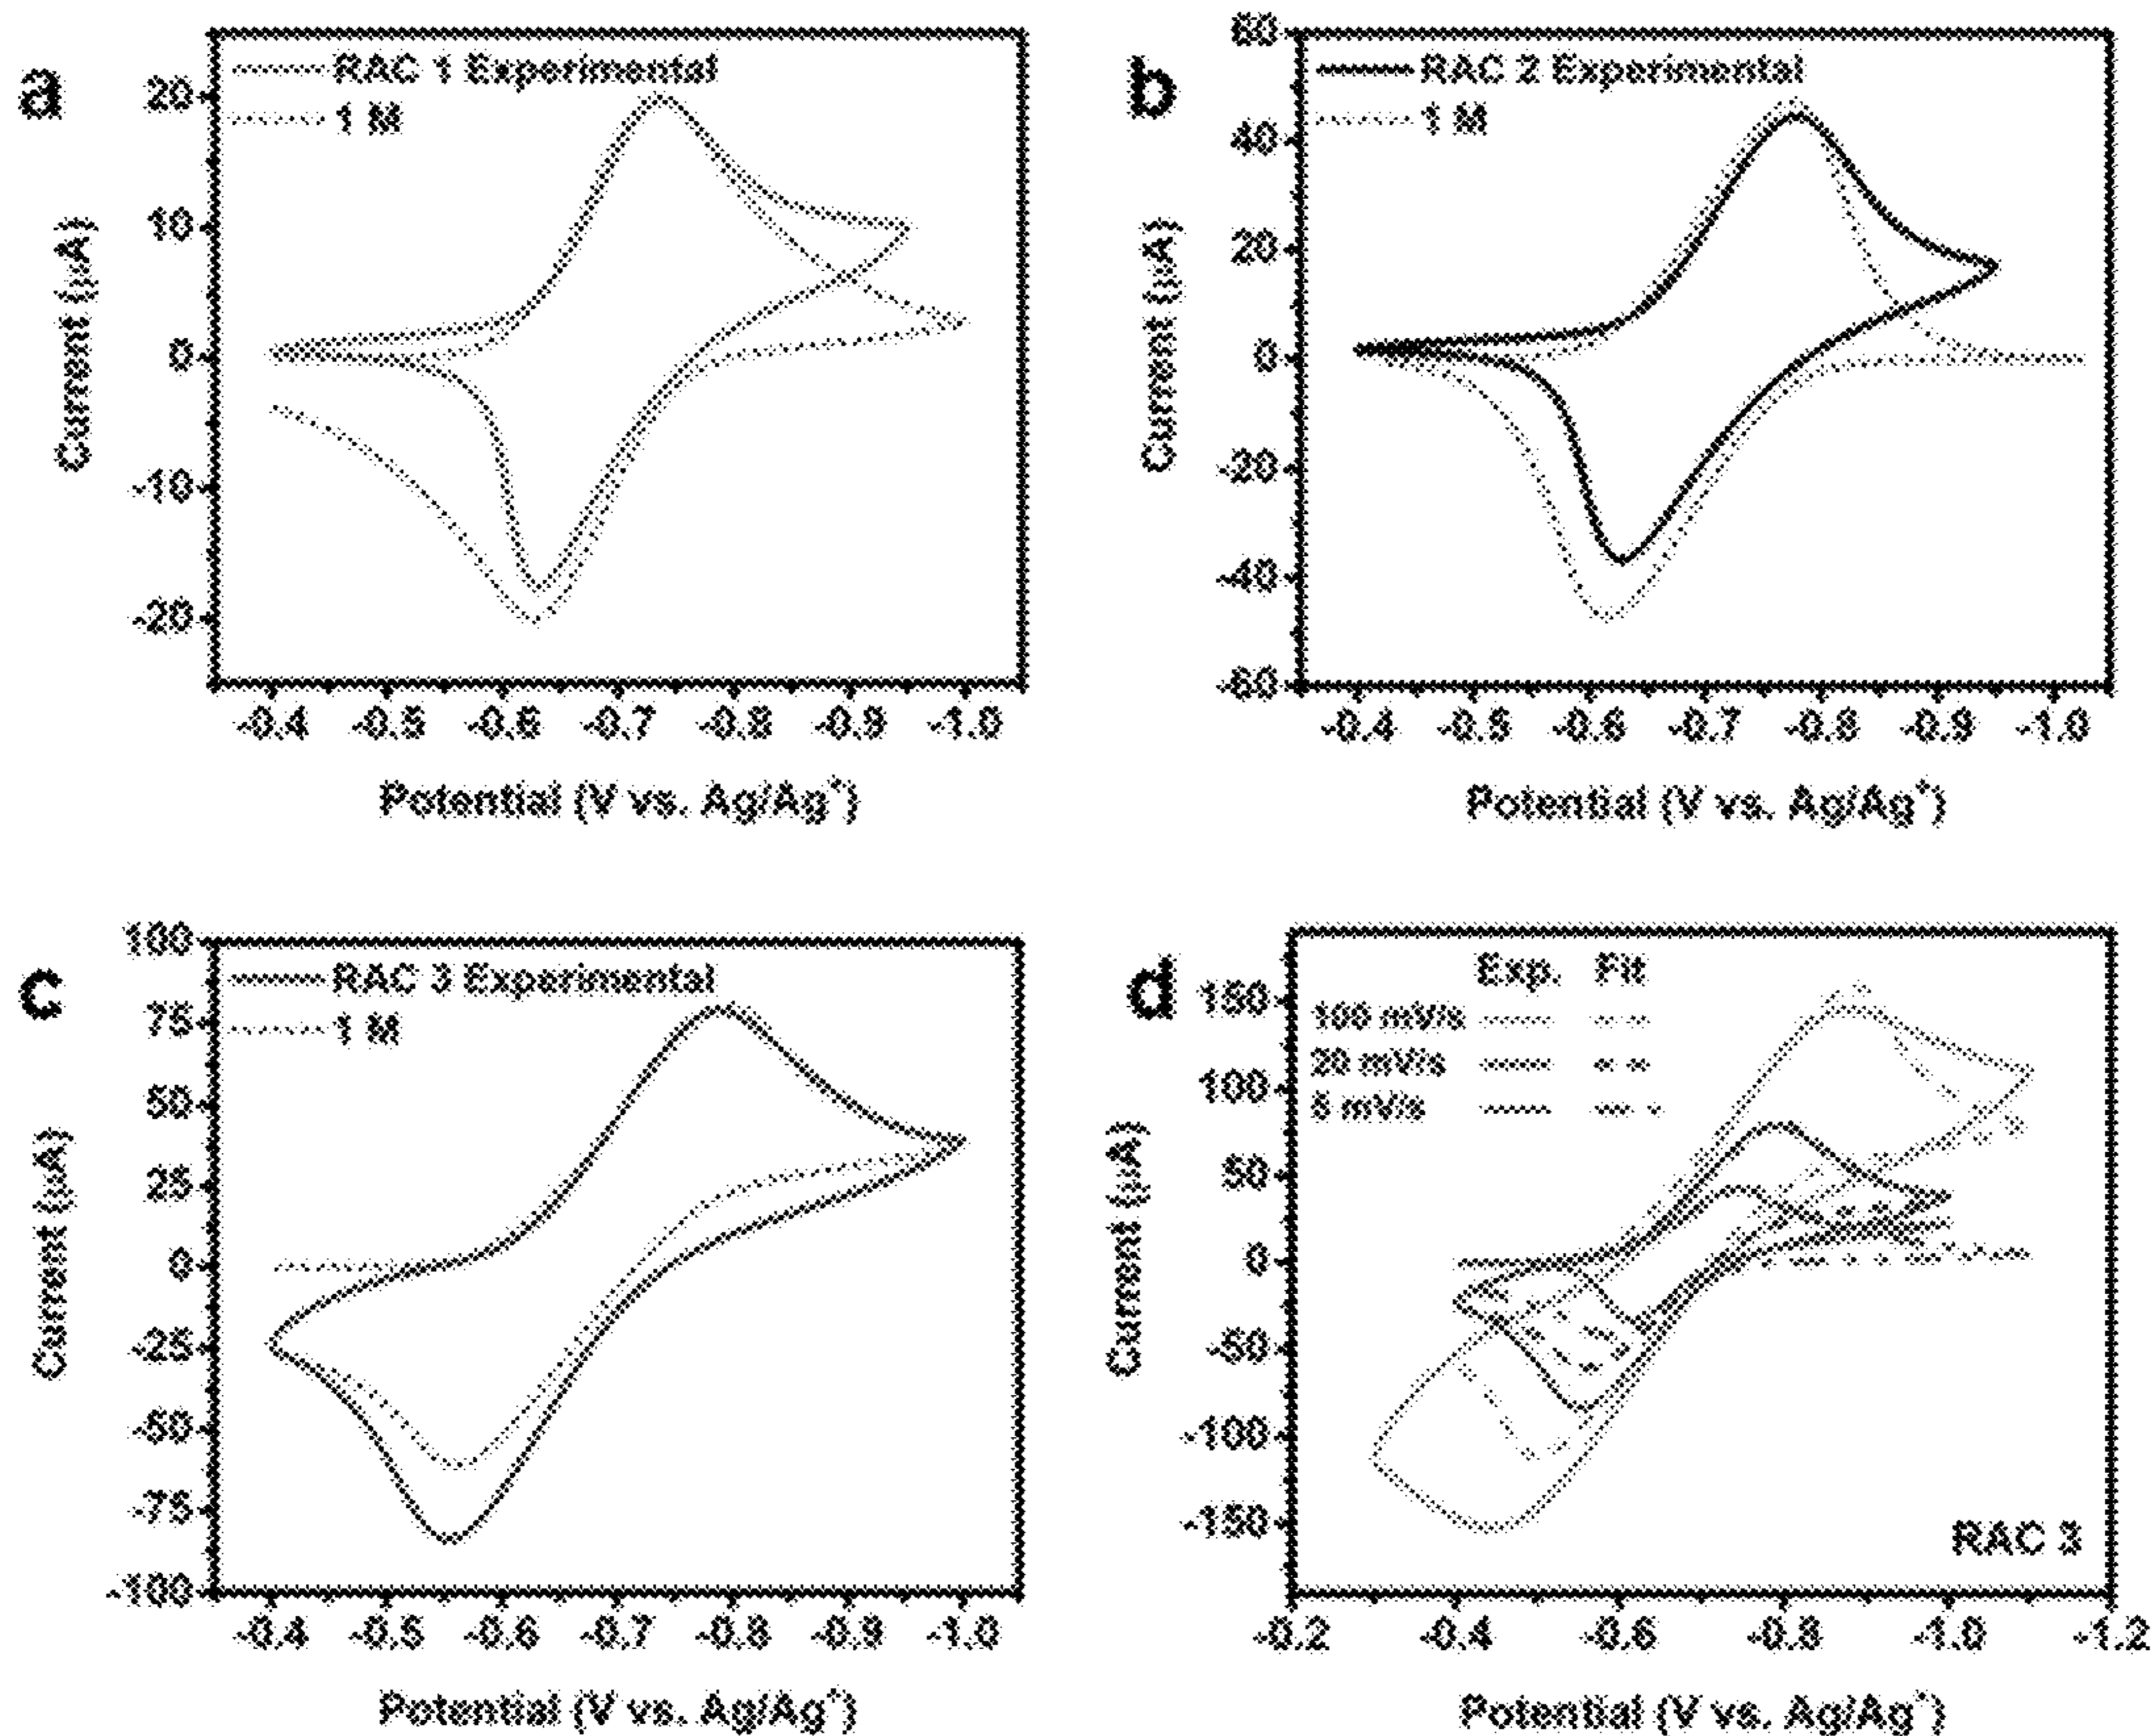 a
RAC 1 Experimental
1 M
20
10
0
-10
-20
Current (µA)
-0.4 -0.5 -0.6 -0.7 -0.8 -0.9 -1.0
Potential (V vs. Ag/Ag⁺)
b
RAC 2 Experimental
1 M
60
40
20
0
-20
-40
-60
Current (µA)
-0.4 -0.5 -0.6 -0.7 -0.8 -0.9 -1.0
Potential (V vs. Ag/Ag⁺)
c
RAC 3 Experimental
1 M
100
75
50
25
0
-25
-50
-75
-100
Current (µA)
-0.4 -0.5 -0.6 -0.7 -0.8 -0.9 -1.0
Potential (V vs. Ag/Ag⁺)
d
Exp. Fit
100 mV/s
20 mV/s
5 mV/s
150
100
50
0
-50
-100
-150
Current (µA)
RAC 3
-0.2 -0.4 -0.6 -0.8 -1.0 -1.2
Potential (V vs. Ag/Ag⁺)